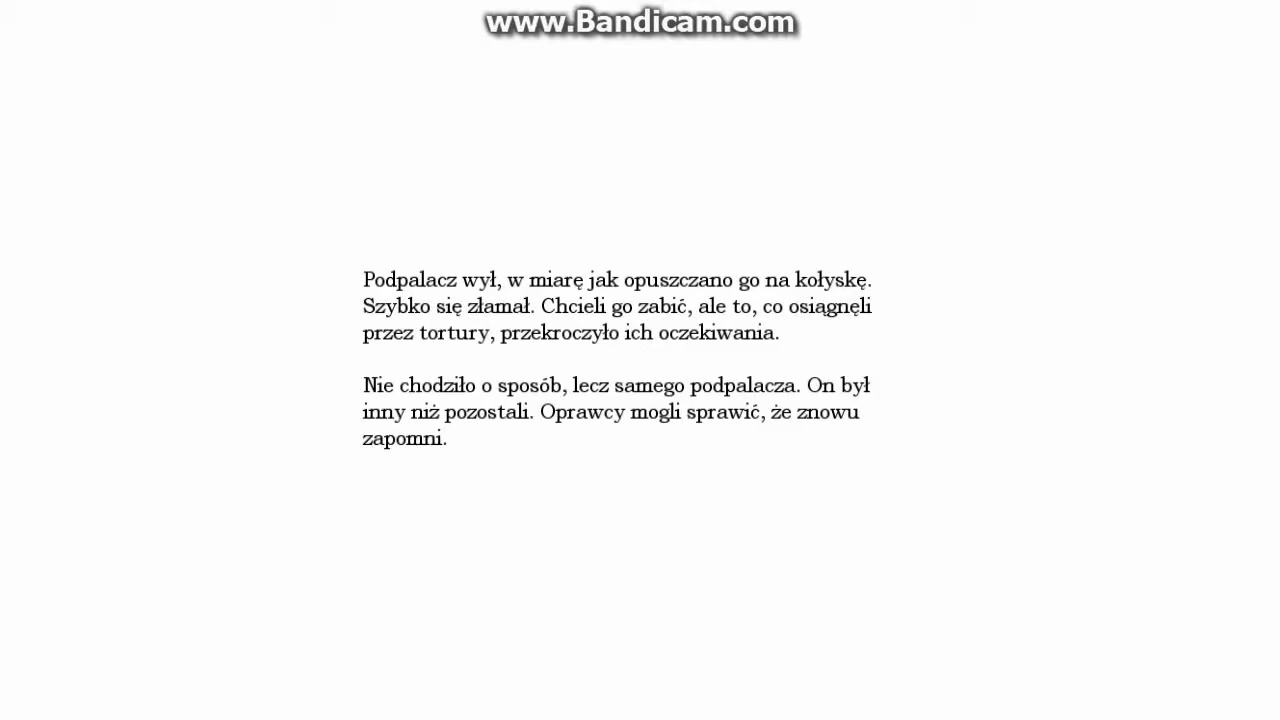 www.Bandicam.com
Podpalacz wył, w miarę jak opuszczano go na kołyskę.
Szybko się złamał. Chcieli go zabić, ale to, co osiągnęli
przez tortury, przekroczyło ich oczekiwania.
Nie chodziło o sposób, lecz samego podpalacza. On był
inny niż pozostali. Oprawcy mogli sprawić, że znowu
zapomni.